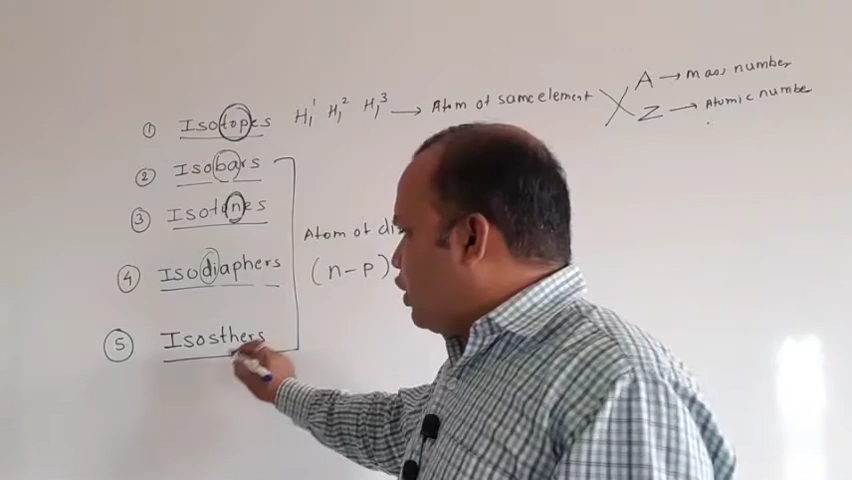 ① Isotopes H₁¹ H₁² H₁³ → Atom of same element A → mass number
Z → Atomic numbe
② Isobars
③ Isotones
Atom of di
④ Isodiaphers (n-p)
⑤ Isosthers